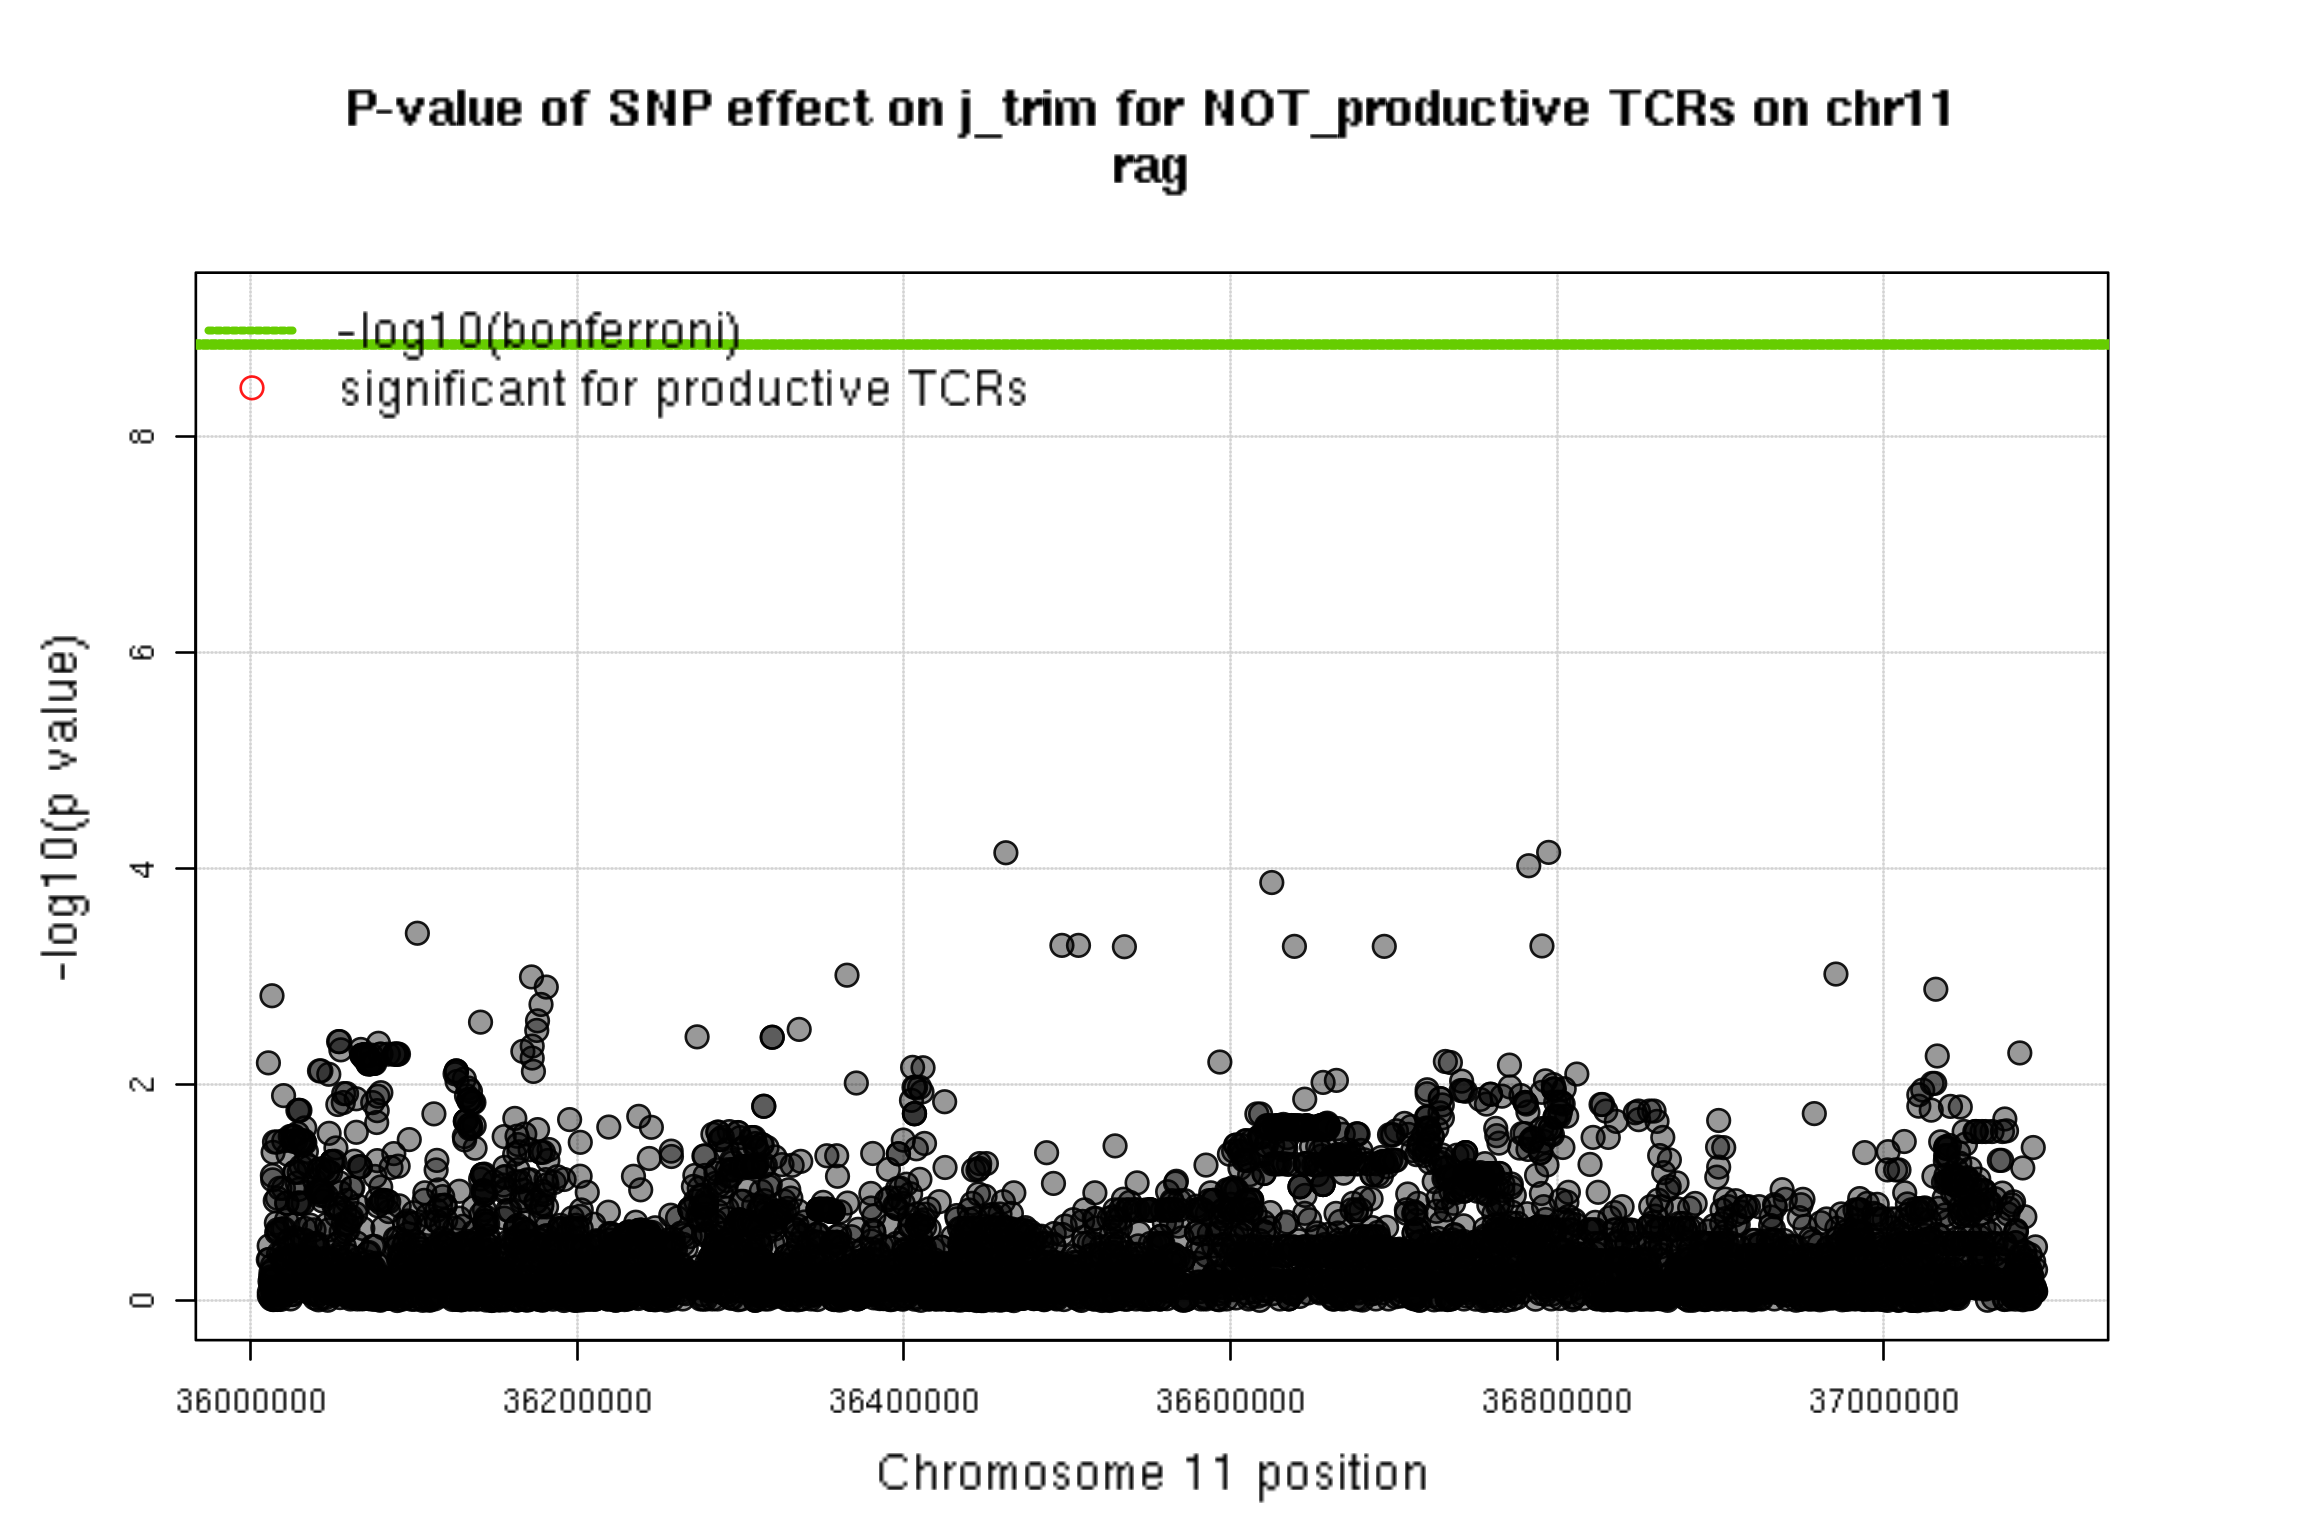 P-value of SNP effect on j_trim for NOT_productive TCRs on chr11
rag
-log10(bonferroni)
significant for productive TCRs
8
6
4
2
0
-log10(p value)
36000000 36200000 36400000 36600000 36800000 37000000
Chromosome 11 position